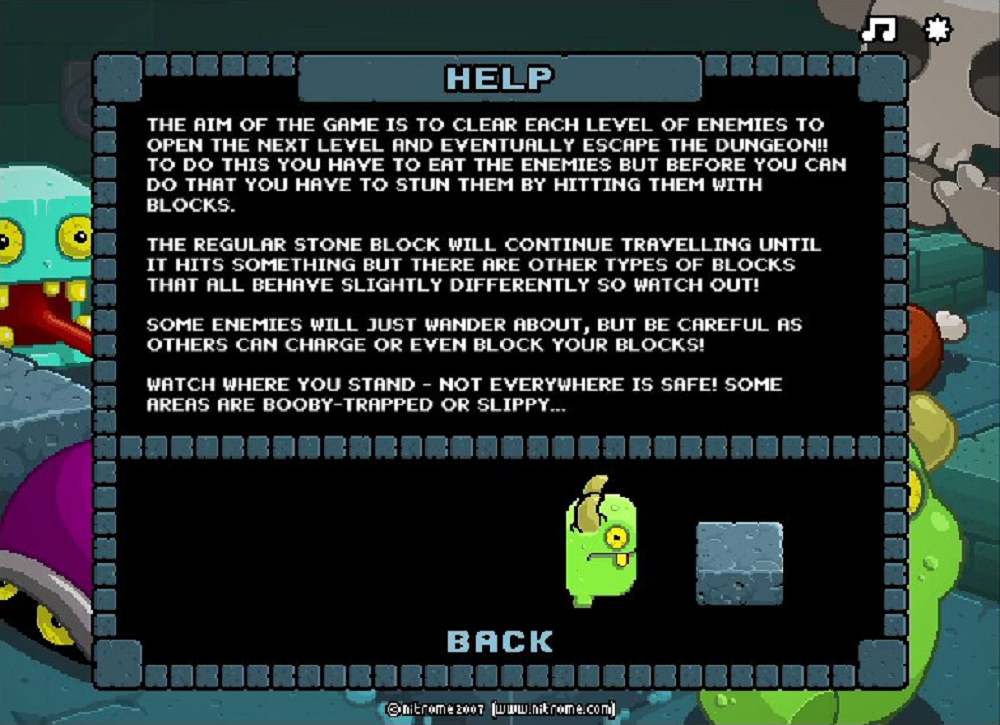 HELP
THE AIM OF THE GAME IS TO CLEAR EACH LEVEL OF ENEMIES TO
OPEN THE NEXT LEVEL AND EVENTUALLY ESCAPE THE DUNGEON!!
TO DO THIS YOU HAVE TO EAT THE ENEMIES BUT BEFORE YOU CAN
DO THAT YOU HAVE TO STUN THEM BY HITTING THEM WITH
BLOCKS.
THE REGULAR STONE BLOCK WILL CONTINUE TRAVELLING UNTIL
IT HITS SOMETHING BUT THERE ARE OTHER TYPES OF BLOCKS
THAT ALL BEHAVE SLIGHTLY DIFFERENTLY SO WATCH OUT!
SOME ENEMIES WILL JUST WANDER ABOUT, BUT BE CAREFUL AS
OTHERS CAN CHARGE OR EVEN BLOCK YOUR BLOCKS!
WATCH WHERE YOU STAND - NOT EVERYWHERE IS SAFE! SOME
AREAS ARE BOOBY-TRAPPED OR SLIPPY...
BACK
©nitrome2007 [www.nitrome.com]